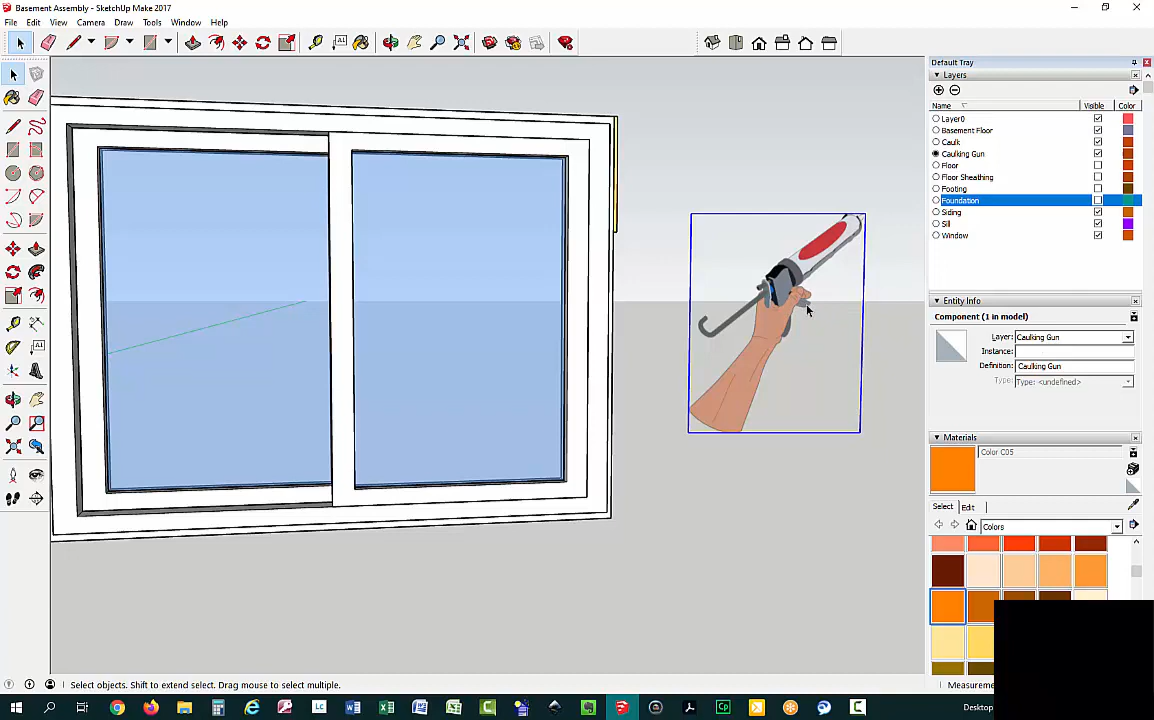 Basement Assembly - SketchUp Make 2017
File Edit View Camera Draw Tools Window Help
Default Tray
Layers
Name Visible Color
Layer0
Basement Floor
Caulk
Caulking Gun
Floor
Floor Sheathing
Footing
Foundation
Siding
Sill
Window
Entity Info
Component (1 in model)
Layer: Caulking Gun
Instance:
Definition: Caulking Gun
Type: Type: <undefined>
Materials
Color C05
Select Edit
Colors
Select objects. Shift to extend select. Drag mouse to select multiple.
Measureme
Desktop